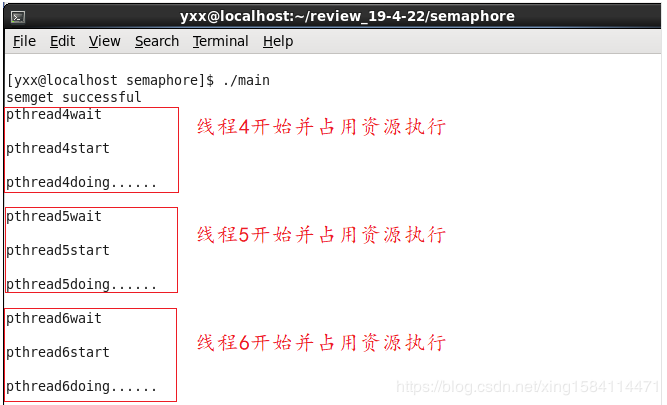 yxx@localhost:~/review_19-4-22/semaphore
File Edit View Search Terminal Help
[yxx@localhost semaphore]$ ./main
semget successful
pthread4wait
线程4开始并占用资源执行
pthread4start
pthread4doing......
pthread5wait
线程5开始并占用资源执行
pthread5start
pthread5doing......
pthread6wait
线程6开始并占用资源执行
pthread6start
pthread6doing......
https://blog.csdn.net/xing1584114471